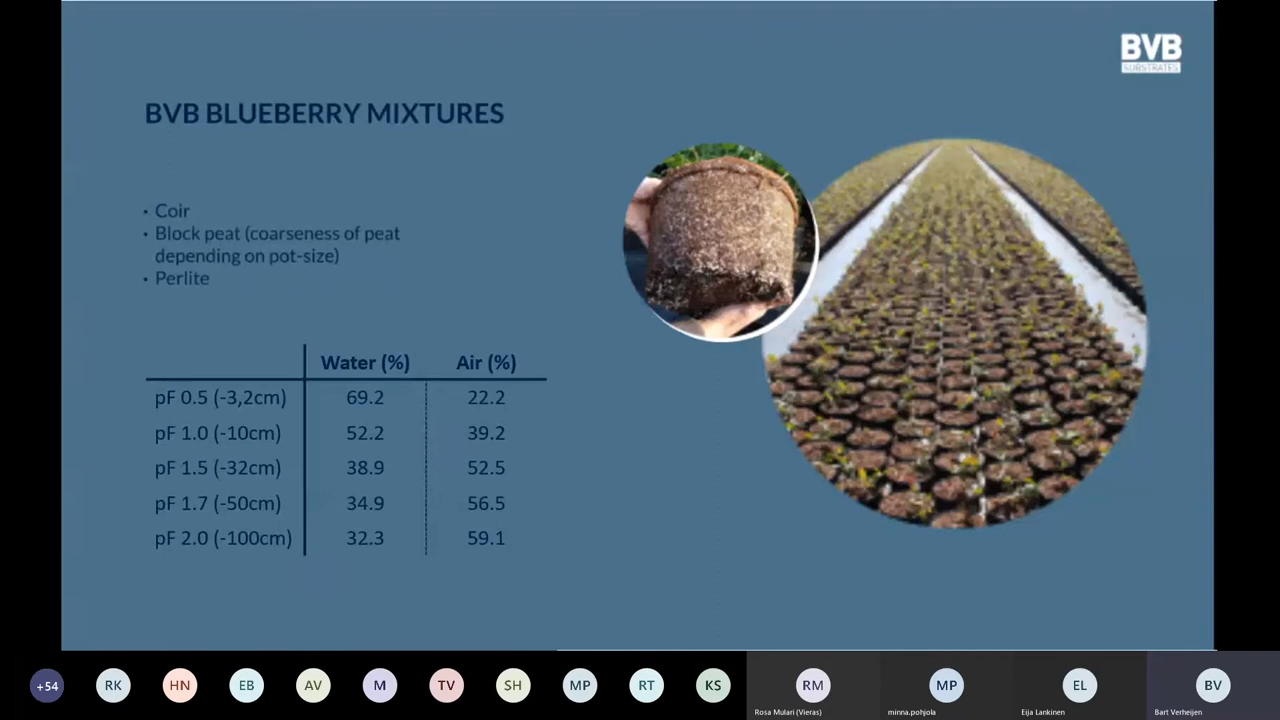 BVB
SUBSTRATES
BVB BLUEBERRY MIXTURES
• Coir
• Block peat (coarseness of peat
depending on pot-size)
• Perlite
Water (%) Air (%)
pF 0.5 (-3,2cm) 69.2 22.2
pF 1.0 (-10cm) 52.2 39.2
pF 1.5 (-32cm) 38.9 52.5
pF 1.7 (-50cm) 34.9 56.5
pF 2.0 (-100cm) 32.3 59.1
+54 RK HN EB AV M TV SH MP RT KS RM MP EL BV
Rosa Mulari (Vieras) minna.pohjola Eija Lankinen Bart Verheijen